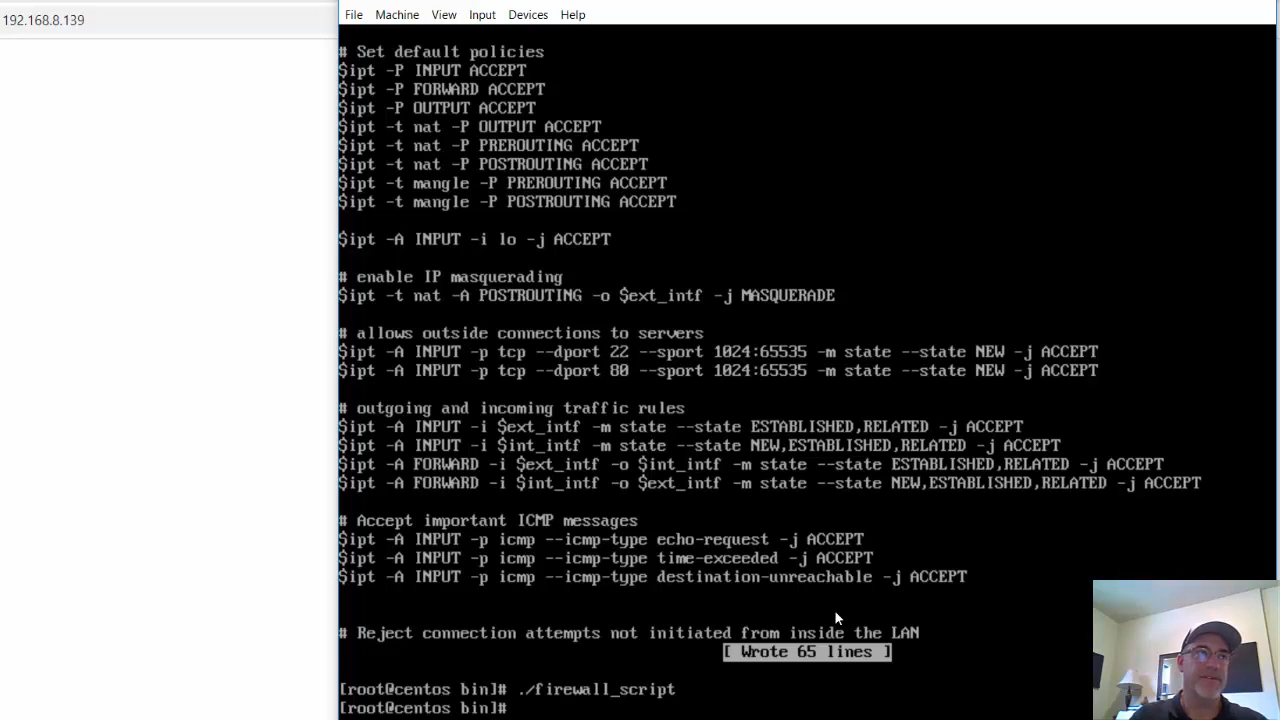 192.168.8.139
File Machine View Input Devices Help
# Set default policies
$ipt -P INPUT ACCEPT
$ipt -P FORWARD ACCEPT
$ipt -P OUTPUT ACCEPT
$ipt -t nat -P OUTPUT ACCEPT
$ipt -t nat -P PREROUTING ACCEPT
$ipt -t nat -P POSTROUTING ACCEPT
$ipt -t mangle -P PREROUTING ACCEPT
$ipt -t mangle -P POSTROUTING ACCEPT
$ipt -A INPUT -i lo -j ACCEPT
# enable IP masquerading
$ipt -t nat -A POSTROUTING -o $ext_intf -j MASQUERADE
# allows outside connections to servers
$ipt -A INPUT -p tcp --dport 22 --sport 1024:65535 -m state --state NEW -j ACCEPT
$ipt -A INPUT -p tcp --dport 80 --sport 1024:65535 -m state --state NEW -j ACCEPT
# outgoing and incoming traffic rules
$ipt -A INPUT -i $ext_intf -m state --state ESTABLISHED,RELATED -j ACCEPT
$ipt -A INPUT -i $int_intf -m state --state NEW,ESTABLISHED,RELATED -j ACCEPT
$ipt -A FORWARD -i $ext_intf -o $int_intf -m state --state ESTABLISHED,RELATED -j ACCEPT
$ipt -A FORWARD -i $int_intf -o $ext_intf -m state --state NEW,ESTABLISHED,RELATED -j ACCEPT
# Accept important ICMP messages
$ipt -A INPUT -p icmp --icmp-type echo-request -j ACCEPT
$ipt -A INPUT -p icmp --icmp-type time-exceeded -j ACCEPT
$ipt -A INPUT -p icmp --icmp-type destination-unreachable -j ACCEPT
# Reject connection attempts not initiated from inside the LAN
[ Wrote 65 lines ]
[root@centos bin]# ./firewall_script
[root@centos bin]#